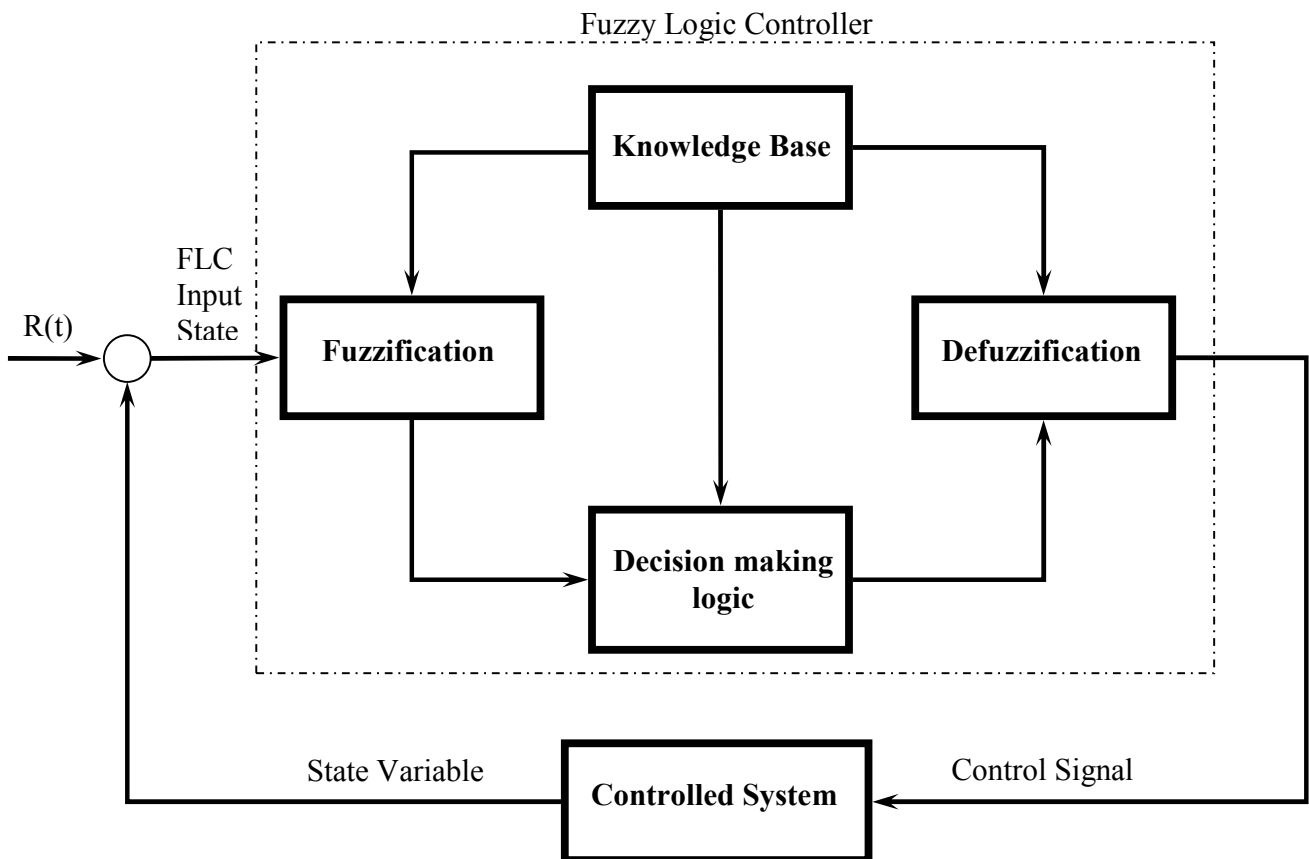 Fuzzy Logic Controller
Knowledge Base
FLC
Input
State
R(t)
Fuzzification
Defuzzification
Decision making
logic
State Variable
Control Signal
Controlled System